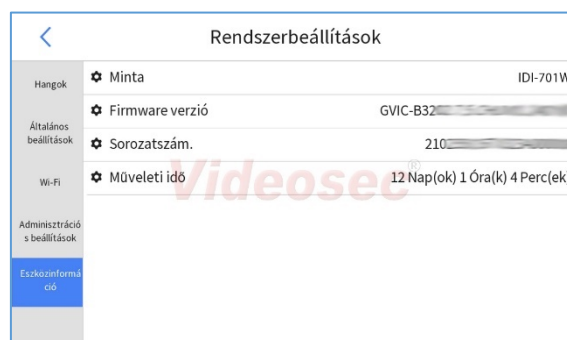 Rendszerbeállítások
Hangok
Általános
beállítások
Wi-Fi
Adminisztráció
s beállítások
Eszközinformá
ció
Minta IDI-701W
Firmware verzió GVIC-B32
Sorozatszám. 210
Műveleti idő 12 Nap(ok) 1 Óra(k) 4 Perc(ek)
Videosec®